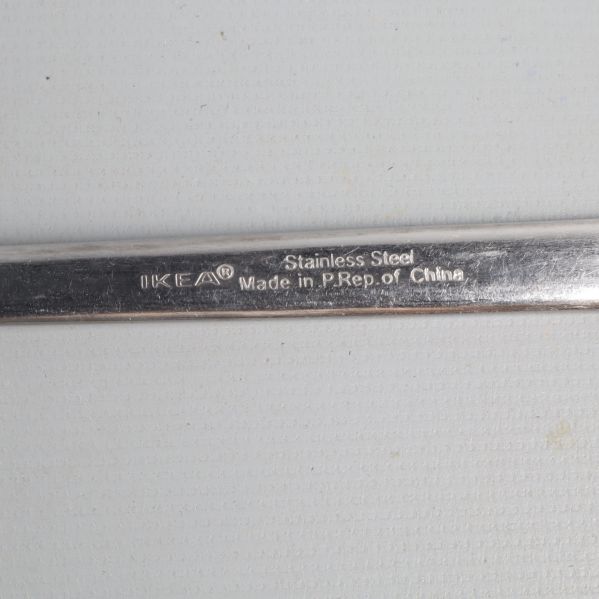 IKEA®
Stainless Steel
Made in P.Rep.of China